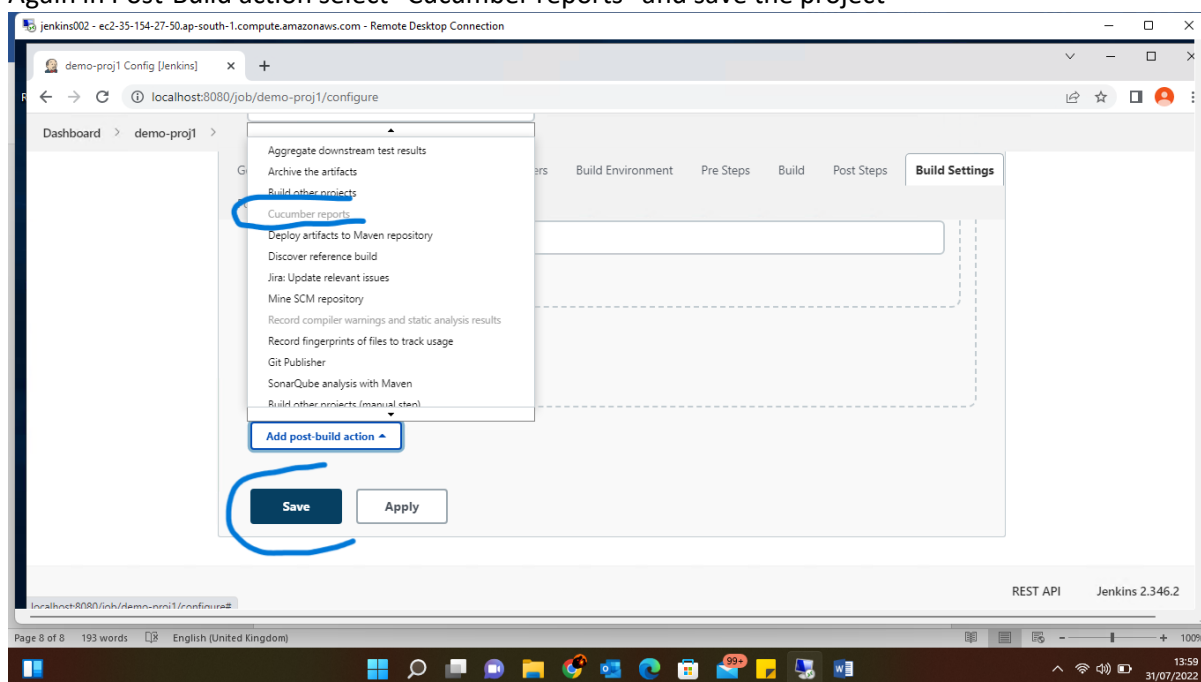 Again in Post-Build action select "Cucumber reports" and save the project
jenkins002 - ec2-35-154-27-50.ap-south-1.compute.amazonaws.com - Remote Desktop Connection
demo-proj1 Config [Jenkins]
localhost:8080/job/demo-proj1/configure
Dashboard > demo-proj1 >
Aggregate downstream test results
Archive the artifacts
Build Environment Pre Steps Build Post Steps Build Settings
Build other projects
Cucumber reports
Deploy artifacts to Maven repository
Discover reference build
Jira: Update relevant issues
Mine SCM repository
Record compiler warnings and static analysis results
Record fingerprints of files to track usage
Git Publisher
SonarQube analysis with Maven
Build other projects (manual step)
Add post-build action
Save Apply
REST API Jenkins 2.346.2
localhost:8080/job/demo-proj1/configure#
Page 8 of 8 193 words English (United Kingdom)
99+
13:59
31/07/2022